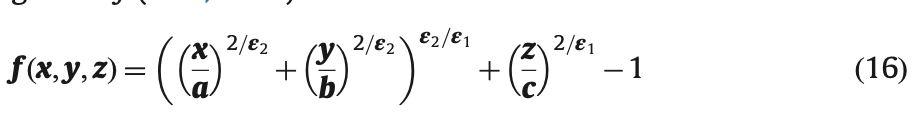 f(x,y,z) = ((x/a)^{2/ε₂} + (y/b)^{2/ε₂})^{ε₂/ε₁} + (z/c)^{2/ε₁} − 1 (16)